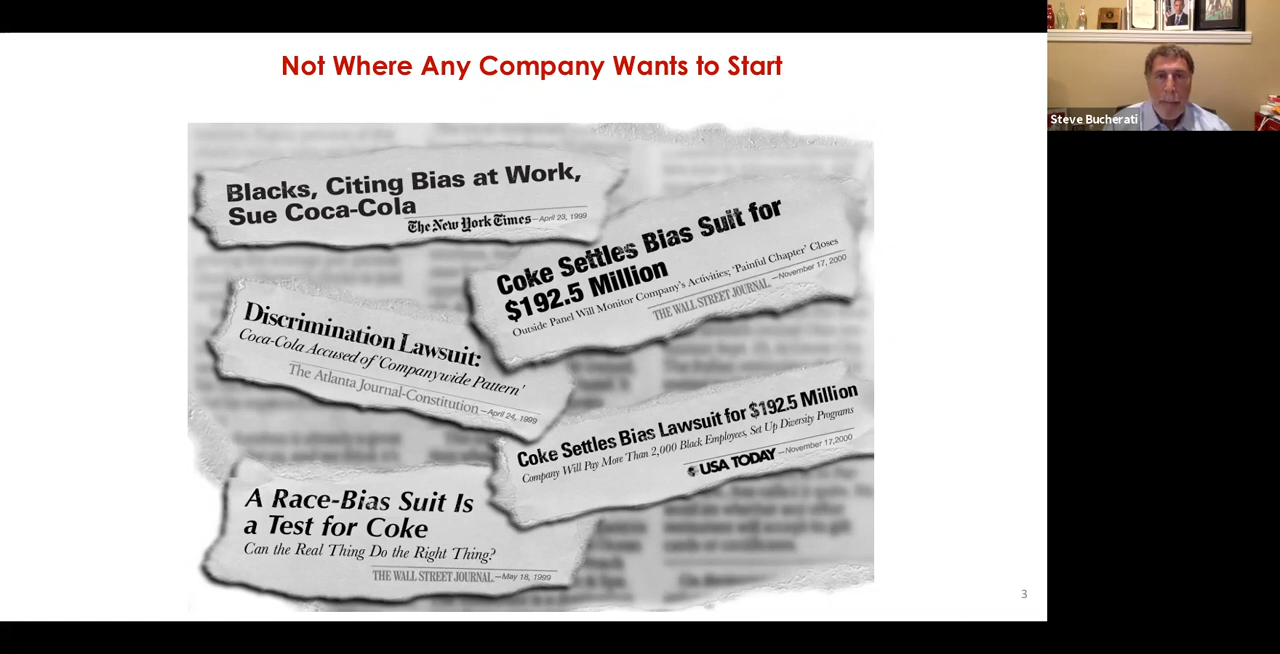 Not Where Any Company Wants to Start
Steve Bucherati
Blacks, Citing Bias at Work,
Sue Coca-Cola
The New York Times—April 23, 1999
Coke Settles Bias Suit for
$192.5 Million
Outside Panel Will Monitor Company's Activities; 'Painful Chapter' Closes
THE WALL STREET JOURNAL.—November 17, 2000
Discrimination Lawsuit:
Coca-Cola Accused of 'Companywide Pattern'
The Atlanta Journal-Constitution—April 24, 1999
Coke Settles Bias Lawsuit for $192.5 Million
Company Will Pay More Than 2,000 Black Employees, Set Up Diversity Programs
USA TODAY—November 17,2000
A Race-Bias Suit Is
a Test for Coke
Can the Real Thing Do the Right Thing?
THE WALL STREET JOURNAL.—May 18, 1999
3